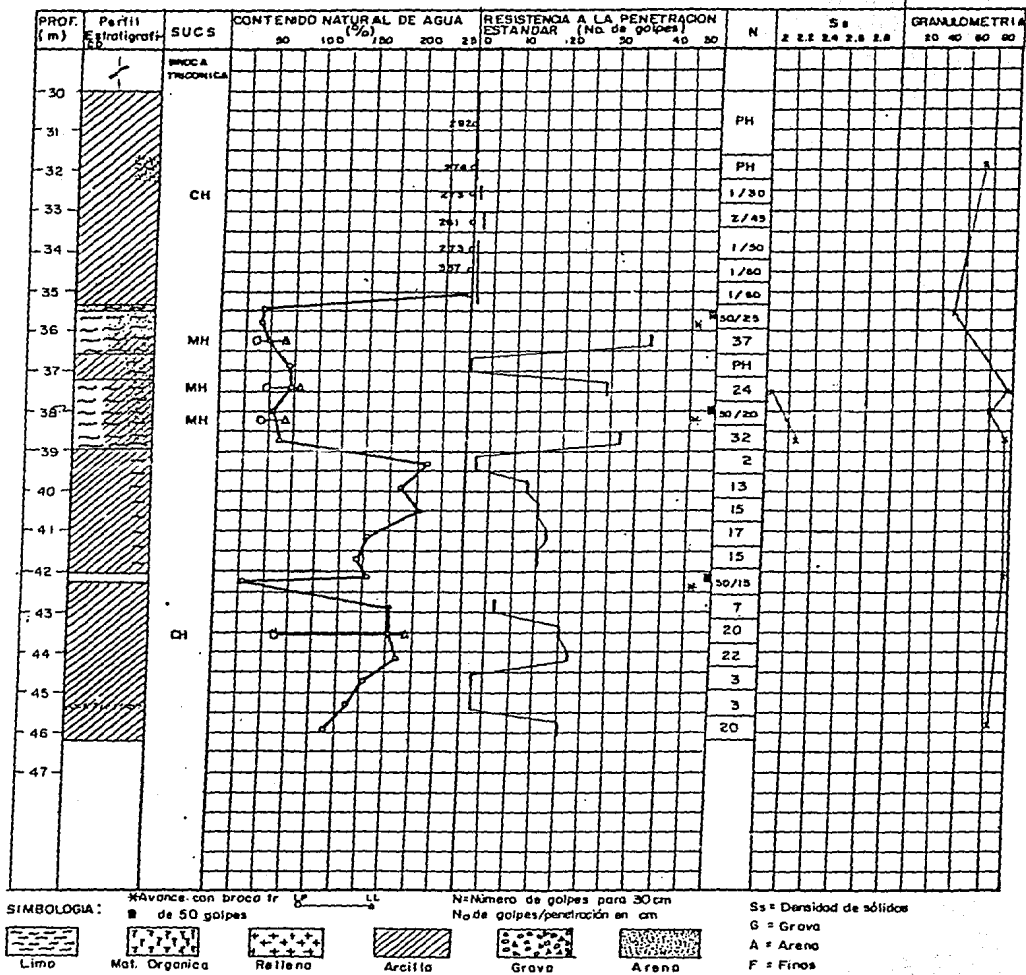 PROF. (m)
Perfil Estratigrafico
SUCS
CONTENIDO NATURAL DE AGUA (%)
50 100 150 200 25
RESISTENCIA A LA PENETRACION ESTANDAR (No. de golpes)
0 10 20 30 40 50
N
Ss
2 2.2 2.4 2.6 2.8
GRANULOMETRIA
20 40 60 80
BROCA TRICONICA
30
31
32
33
34
35
36
37
38
39
40
41
42
43
44
45
46
47
CH
MH
MH
MH
CH
282
274
273
261
273
337
PH
PH
1/30
2/45
1/50
1/60
1/60
50/25
37
PH
24
50/20
32
2
13
15
17
15
50/15
7
20
22
3
3
20
SIMBOLOGIA:
*Avance con broca tr
de 50 golpes
LP LL
N=Número de golpes para 30 cm
No de golpes/penetración en cm
Ss = Densidad de sólidos
G = Grava
A = Arena
F = Finos
Limo
Mat. Organica
Relleno
Arcilla
Grava
Arena